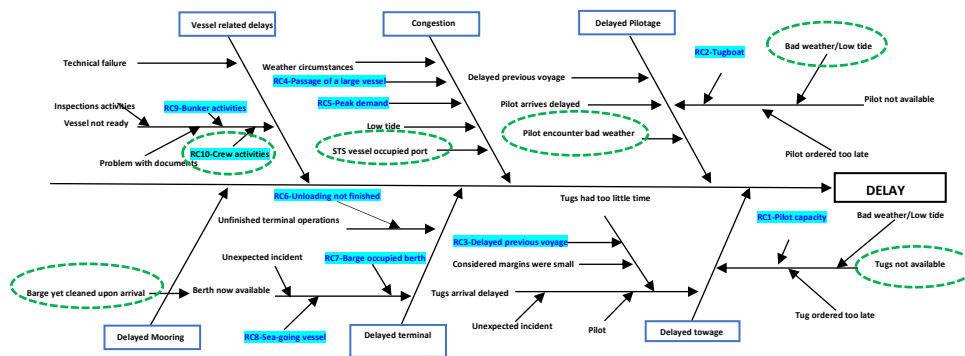 Vessel related delays
Congestion
Delayed Pilotage
Technical failure
Weather circumstances
RC4-Passage of a large vessel
RC5-Peak demand
Low tide
STS vessel occupied port
Inspections activities
RC9-Bunker activities
Vessel not ready
Problem with documents
RC10-Crew activities
Delayed previous voyage
Pilot arrives delayed
Pilot encounter bad weather
RC2-Tugboat
Bad weather/Low tide
Pilot not available
Pilot ordered too late
DELAY
RC6-Unloading not finished
Unfinished terminal operations
Unexpected incident
RC7-Barge occupied berth
Barge yet cleaned upon arrival
Berth now available
RC8-Sea-going vessel
Tugs had too little time
RC3-Delayed previous voyage
Considered margins were small
Tugs arrival delayed
Unexpected incident
Pilot
RC1-Pilot capacity
Bad weather/Low tide
Tugs not available
Tug ordered too late
Delayed Mooring
Delayed terminal
Delayed towage